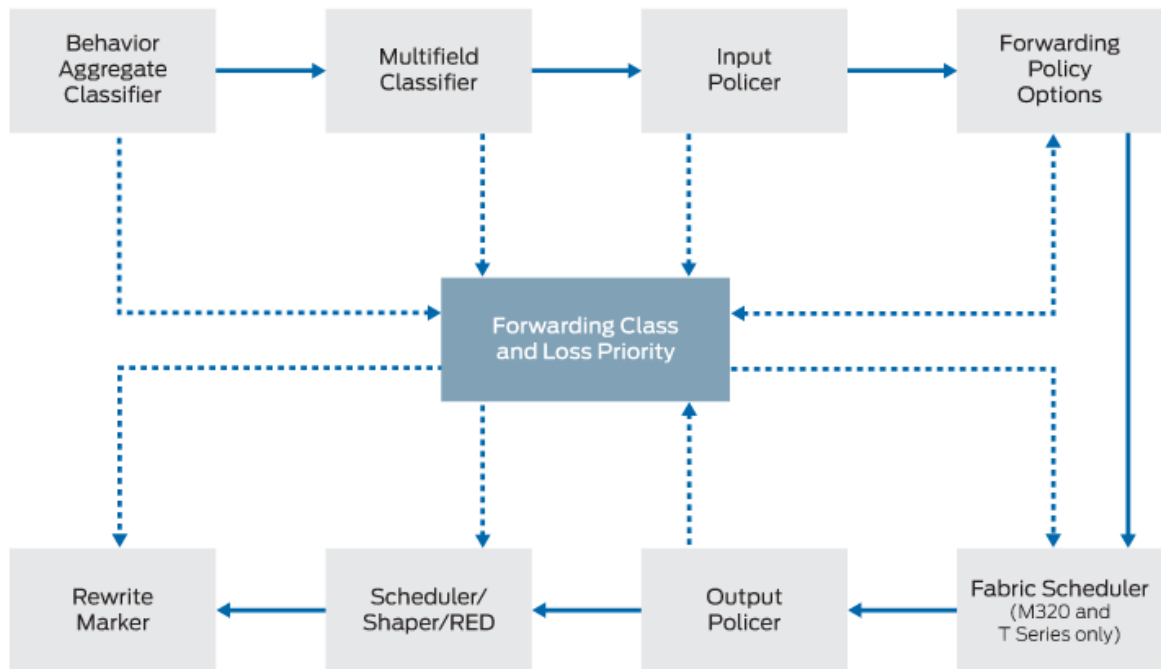 Behavior
Aggregate
Classifier
Multifield
Classifier
Input
Policer
Forwarding
Policy
Options
Forwarding Class
and Loss Priority
Rewrite
Marker
Scheduler/
Shaper/RED
Output
Policer
Fabric Scheduler
(M320 and
T Series only)